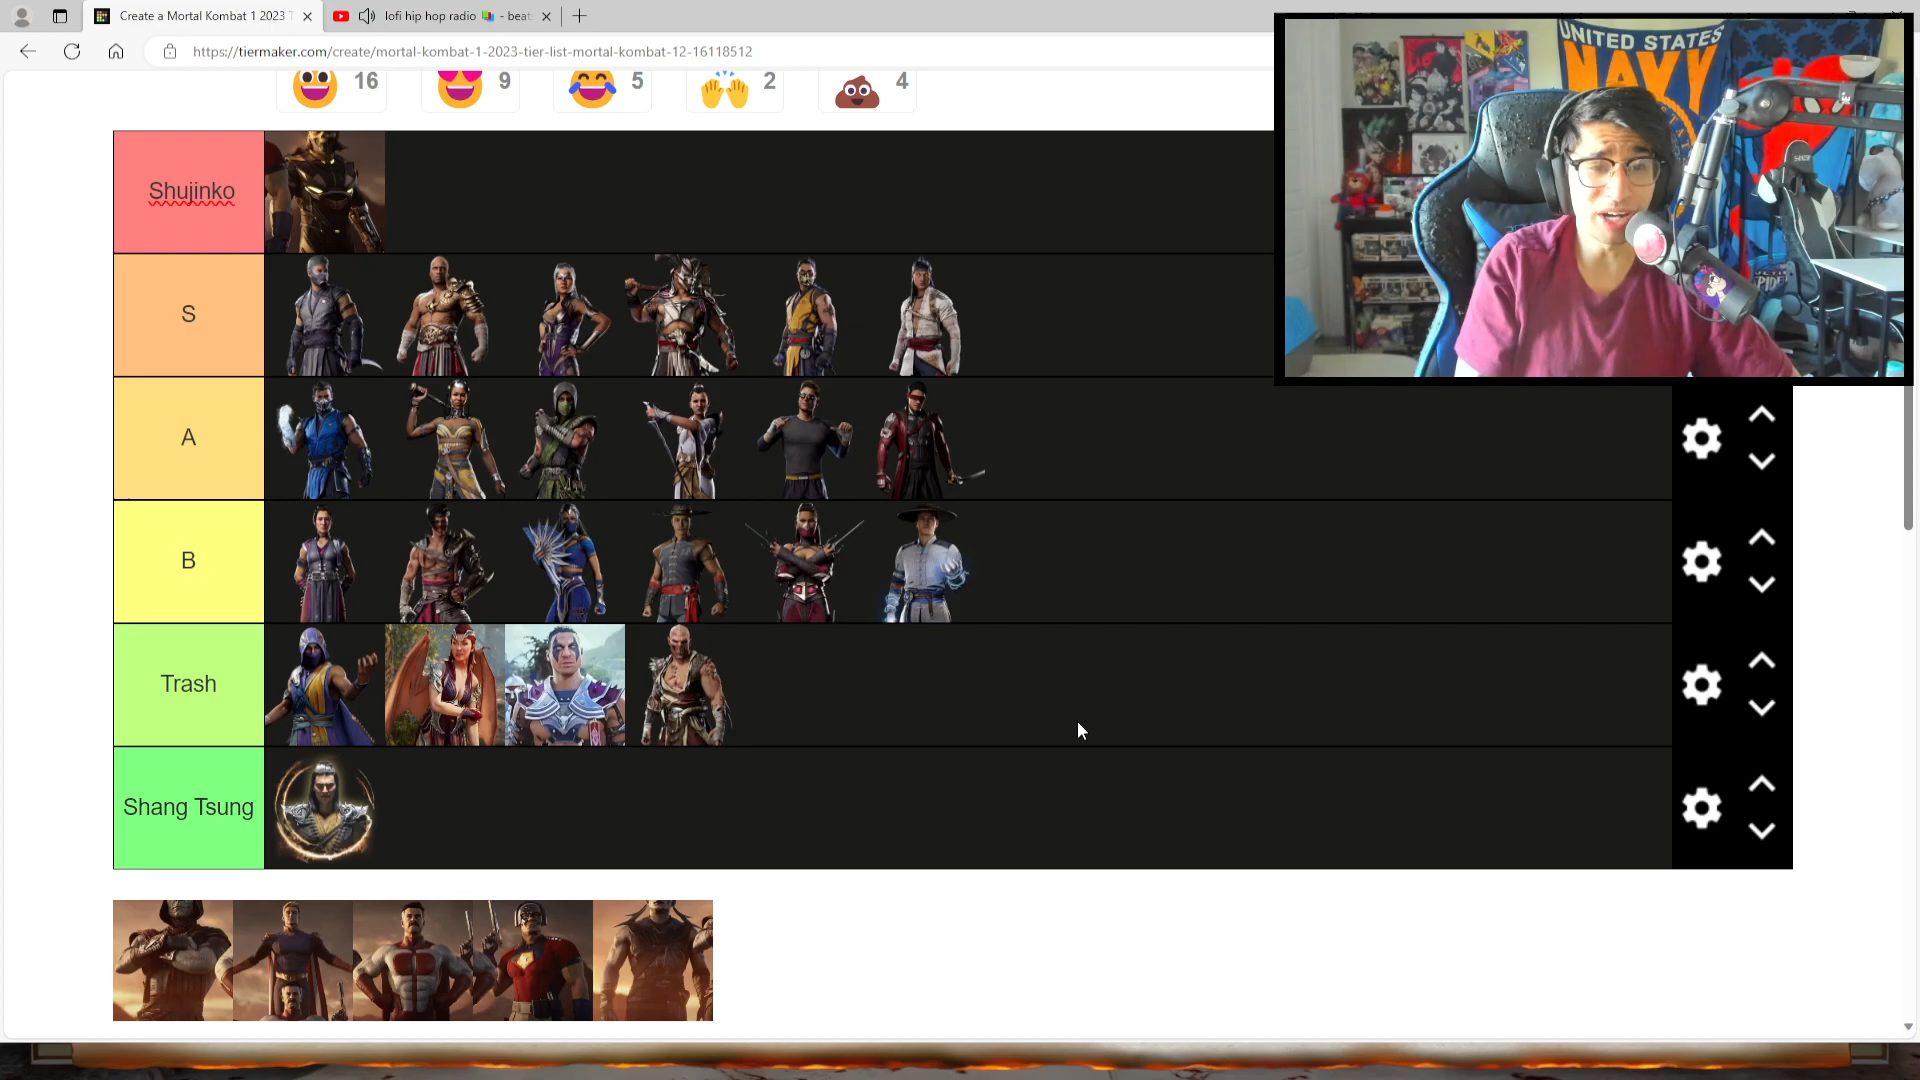 Create a Mortal Kombat 1 2023 T
lofi hip hop radio - beat
https://tiermaker.com/create/mortal-kombat-1-2023-tier-list-mortal-kombat-12-16118512
16
9
5
2
4
UNITED STATES
NAVY
Shujinko
S
A
B
Trash
Shang Tsung